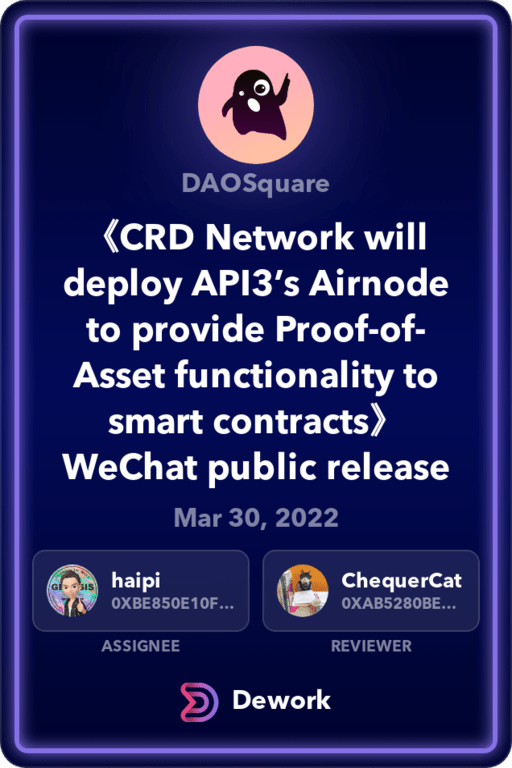 DAOSquare
《CRD Network will
deploy API3’s Airnode
to provide Proof-of-
Asset functionality to
smart contracts》
WeChat public release
Mar 30, 2022
haipi
0XBE850E10F...
ChequerCat
0XAB5280BE...
ASSIGNEE
REVIEWER
Dework